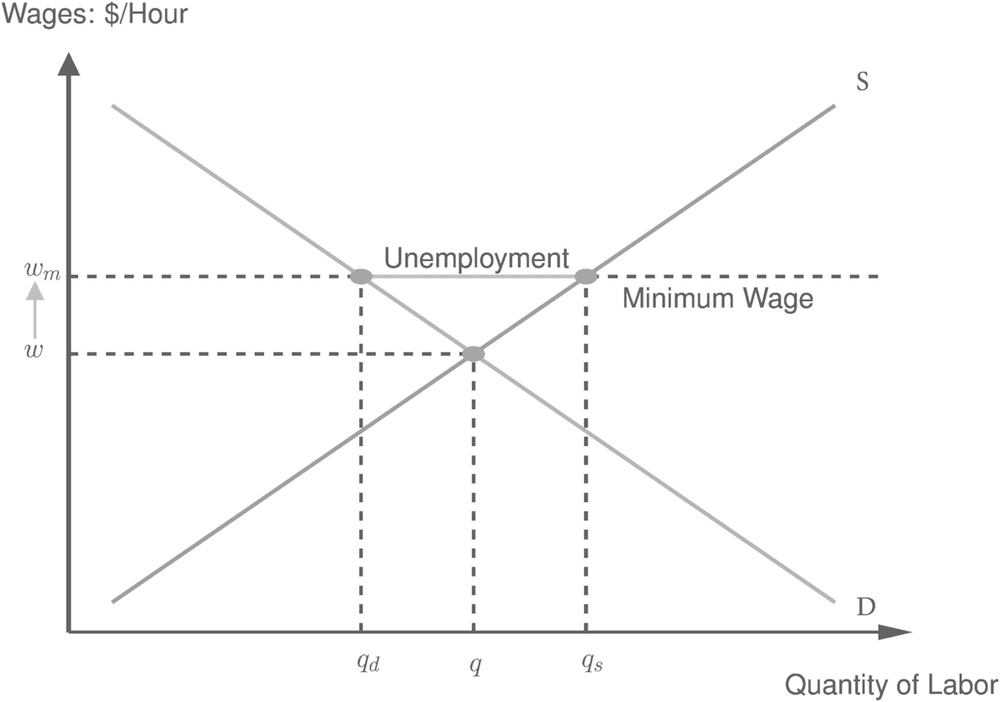 Wages: $/Hour
S
Unemployment
w_m
Minimum Wage
w
D
q_d
q
q_s
Quantity of Labor